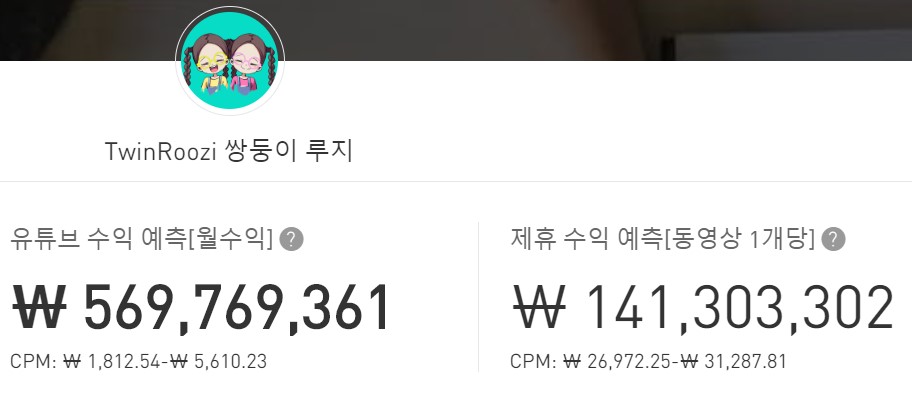 TwinRoozi 쌍둥이 루지
유튜브 수익 예측[월수익] ?
₩ 569,769,361
CPM: ₩ 1,812.54-₩ 5,610.23
제휴 수익 예측[동영상 1개당] ?
₩ 141,303,302
CPM: ₩ 26,972.25-₩ 31,287.81